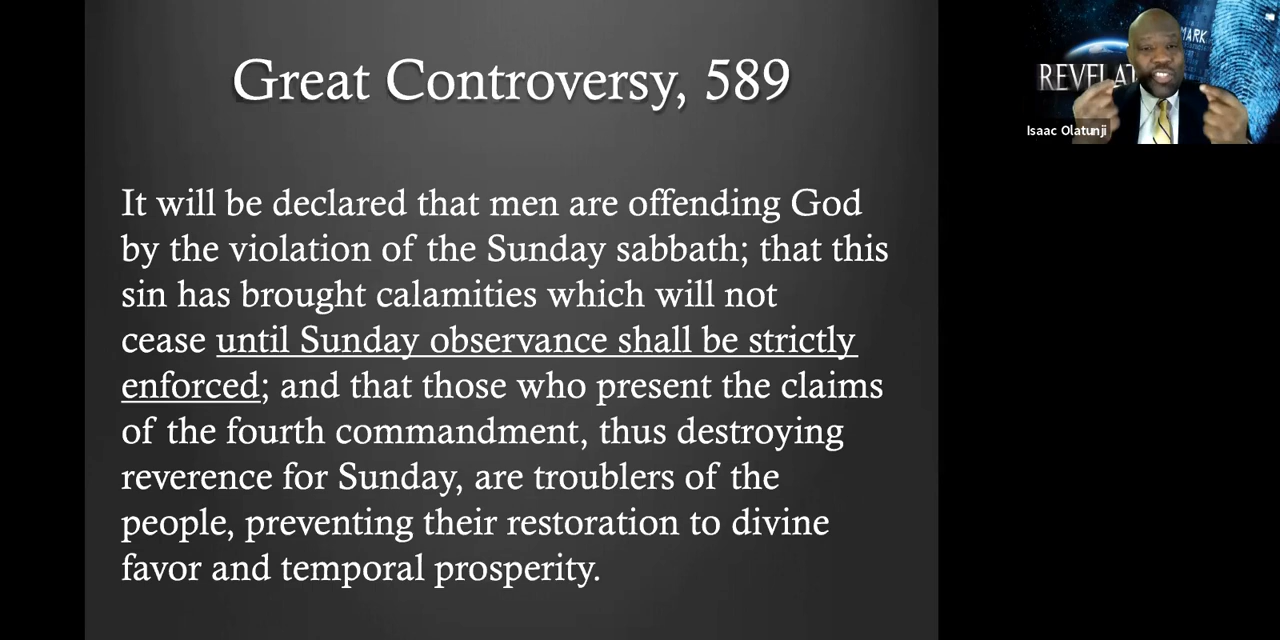 Great Controversy, 589
It will be declared that men are offending God
by the violation of the Sunday sabbath; that this
sin has brought calamities which will not
cease until Sunday observance shall be strictly
enforced; and that those who present the claims
of the fourth commandment, thus destroying
reverence for Sunday, are troublers of the
people, preventing their restoration to divine
favor and temporal prosperity.
MARK
REVELAT
Isaac Olatunji